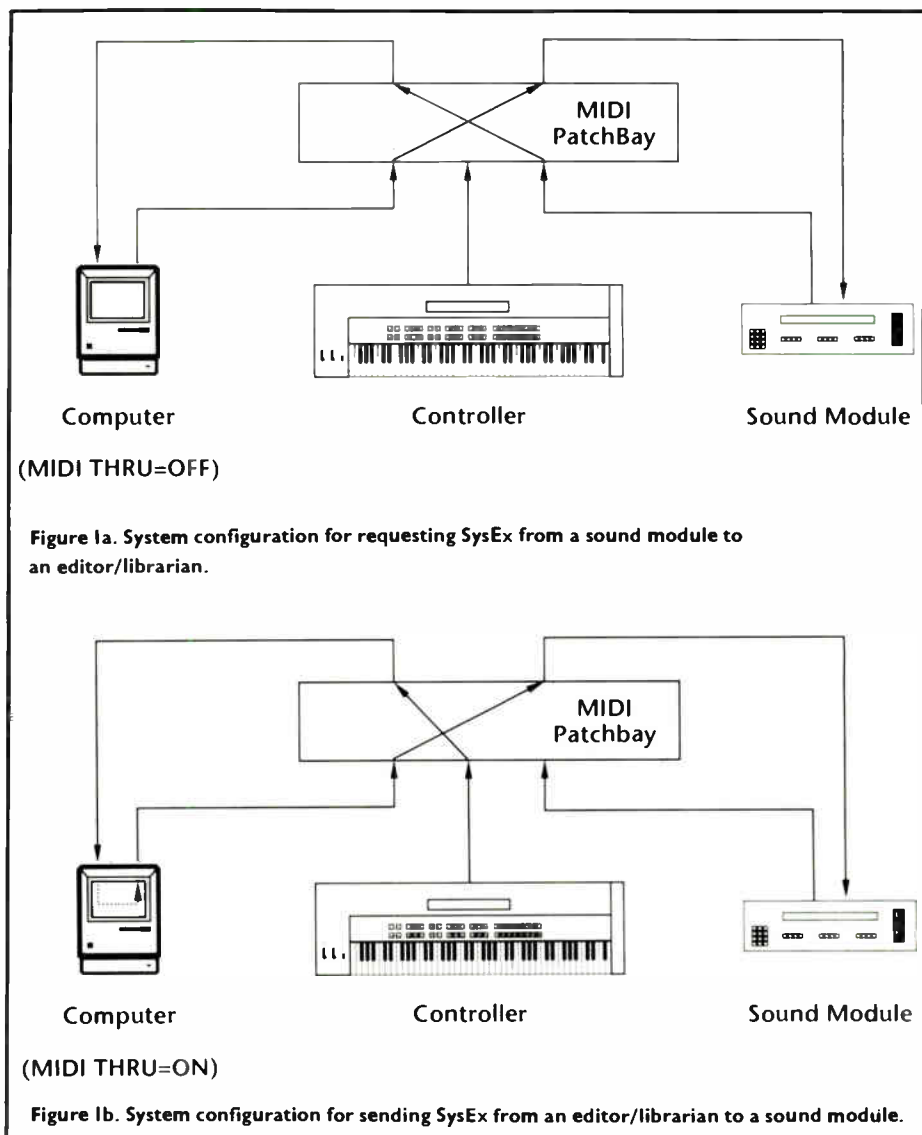 MIDI
PatchBay
Computer
Controller
Sound Module
(MIDI THRU=OFF)
Figure 1a. System configuration for requesting SysEx from a sound module to
an editor/librarian.
MIDI
Patchbay
Computer
Controller
Sound Module
(MIDI THRU=ON)
Figure 1b. System configuration for sending SysEx from an editor/librarian to a sound module.